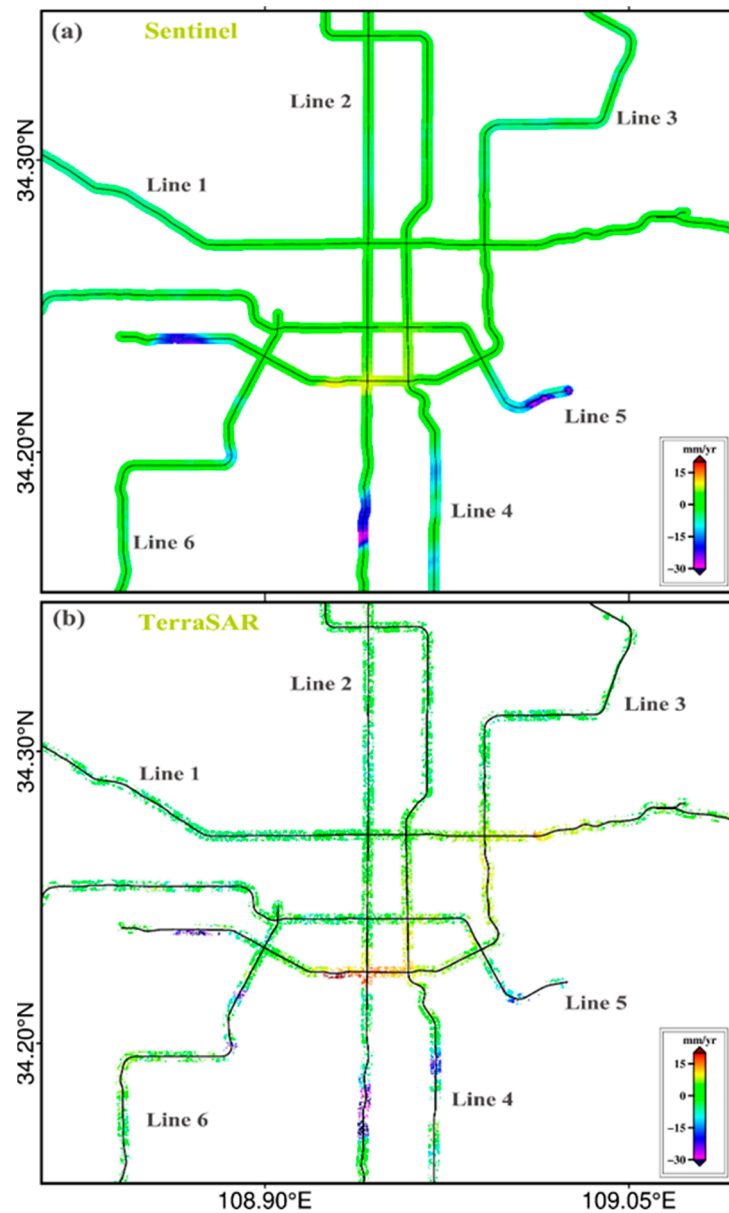 (a)
Sentinel
Line 2
Line 3
34.30°N
Line 1
Line 5
34.20°N
Line 4
Line 6
mm/yr
15
0
−15
−30
(b)
TerraSAR
Line 2
Line 3
34.30°N
Line 1
Line 5
34.20°N
Line 4
Line 6
mm/yr
15
0
−15
−30
108.90°E
109.05°E